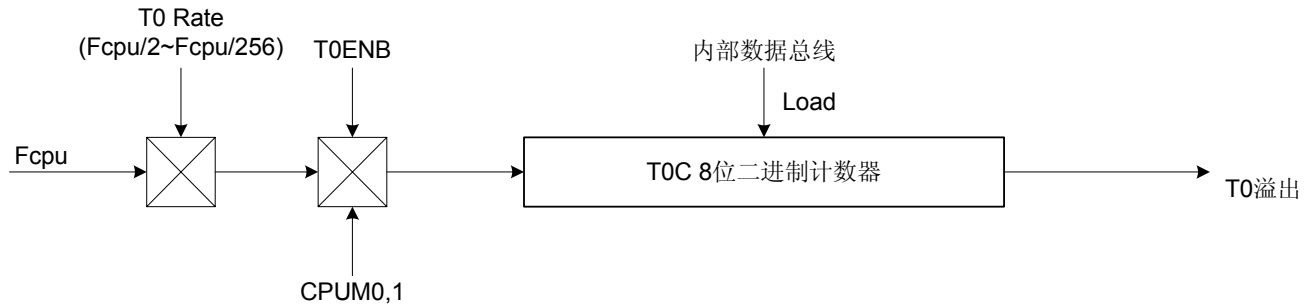 T0 Rate
(Fcpu/2~Fcpu/256)
T0ENB
内部数据总线
Load
Fcpu
T0C 8位二进制计数器
T0溢出
CPUM0,1